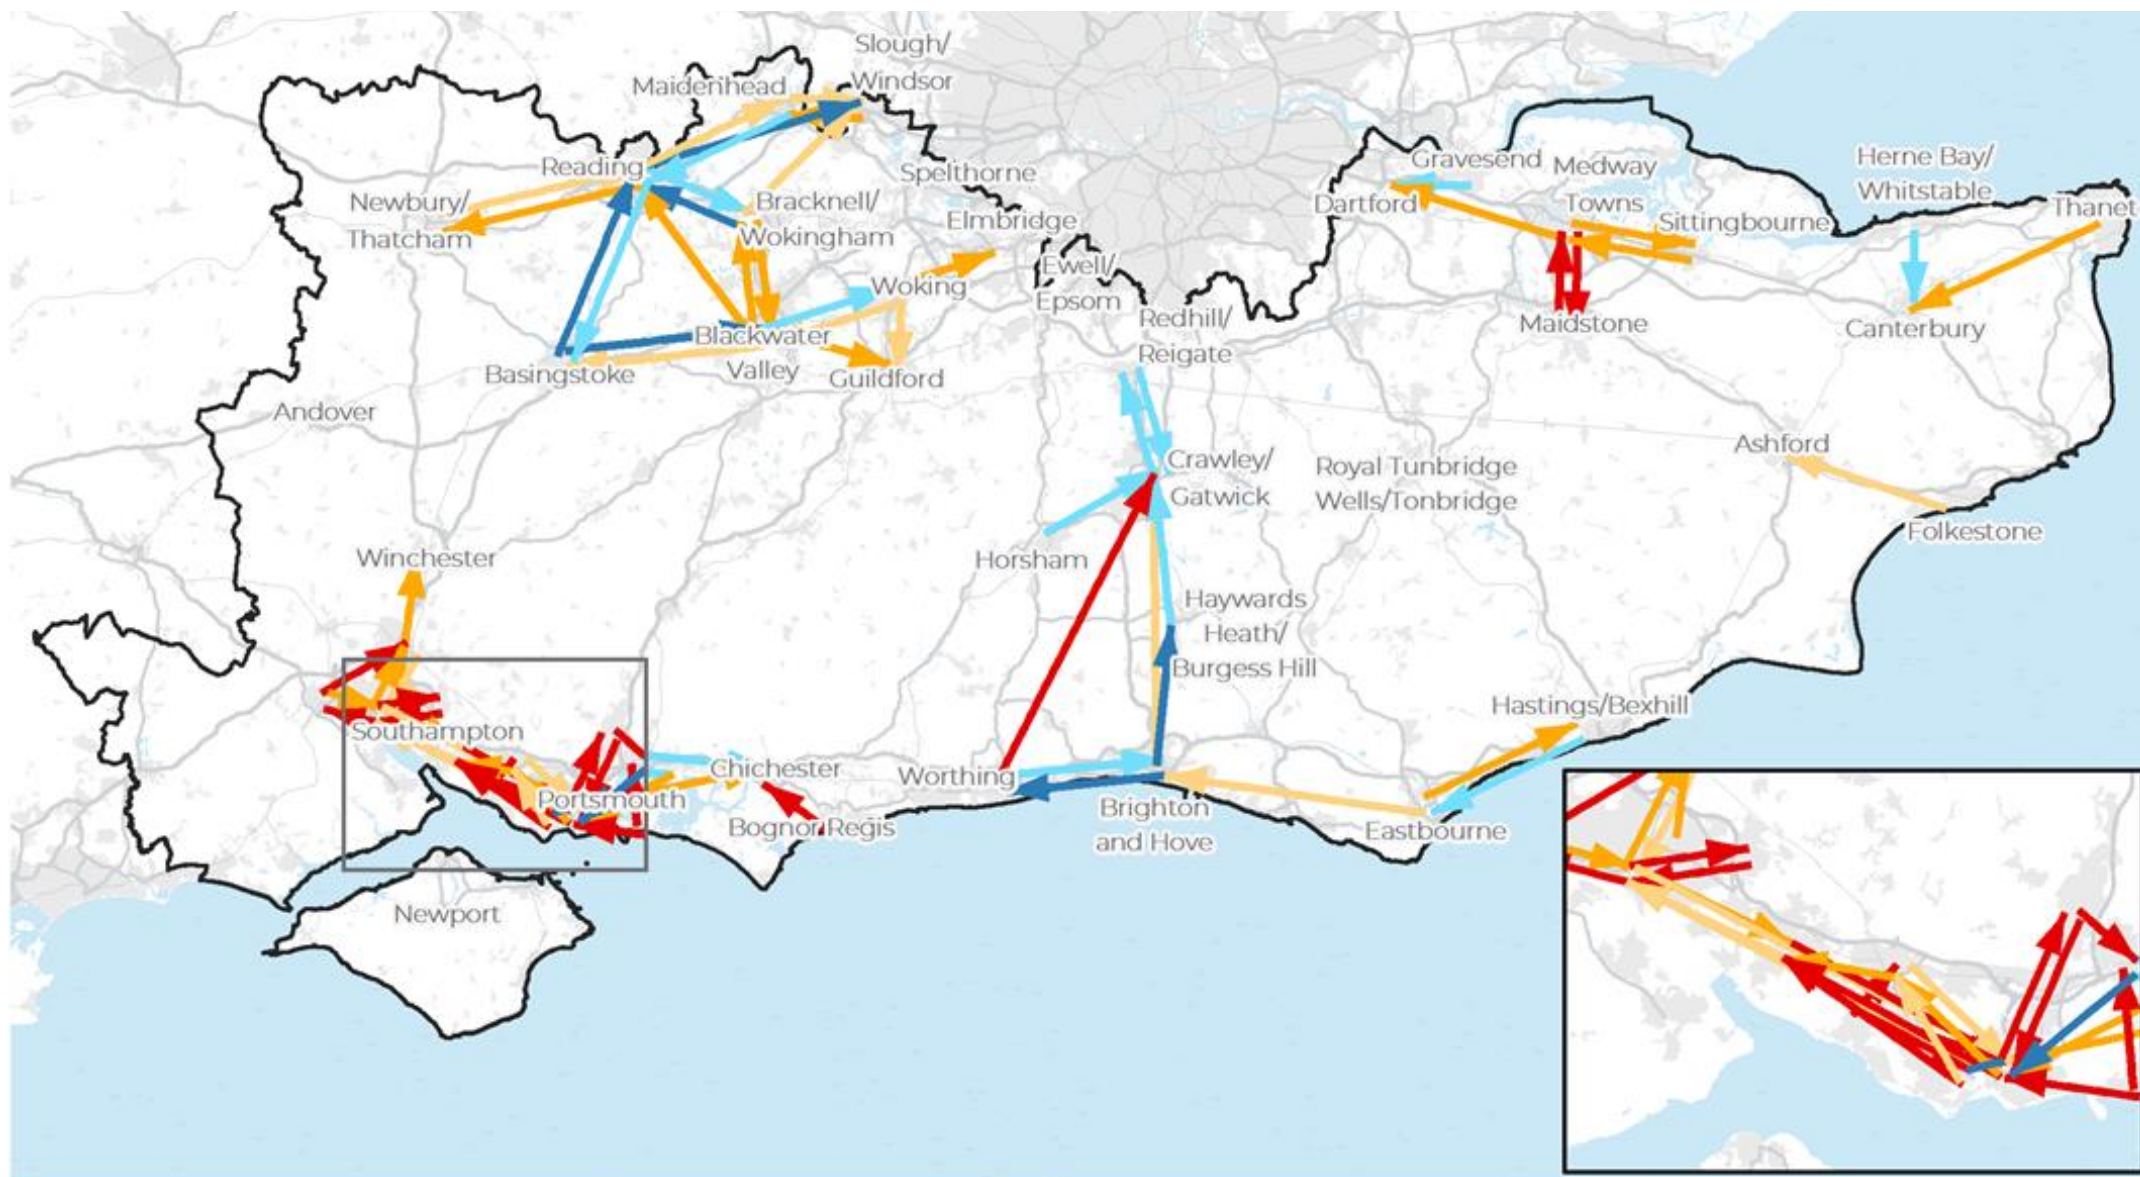 Slough/
Windsor
Maidenhead
Reading
Spelthorne
Newbury/
Thatcham
Bracknell/
Wokingham
Elmbridge
Woking
Ewell/
Epsom
Blackwater
Valley
Basingstoke
Guildford
Andover
Redhill/
Reigate
Gravesend
Dartford
Medway
Towns
Sittingbourne
Herne Bay/
Whitstable
Thanet
Maidstone
Canterbury
Crawley/
Gatwick
Royal Tunbridge
Wells/Tonbridge
Ashford
Folkestone
Winchester
Horsham
Haywards
Heath/
Burgess Hill
Hastings/Bexhill
Southampton
Portsmouth
Chichester
Bognor Regis
Worthing
Brighton
and Hove
Eastbourne
Newport